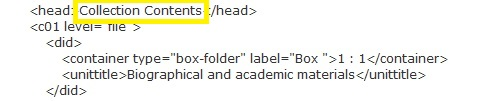 <head>Collection Contents</head>
<c01 level="file">
<did>
<container type="box-folder" label="Box ">1 : 1</container>
<unittitle>Biographical and academic materials</unittitle>
</did>